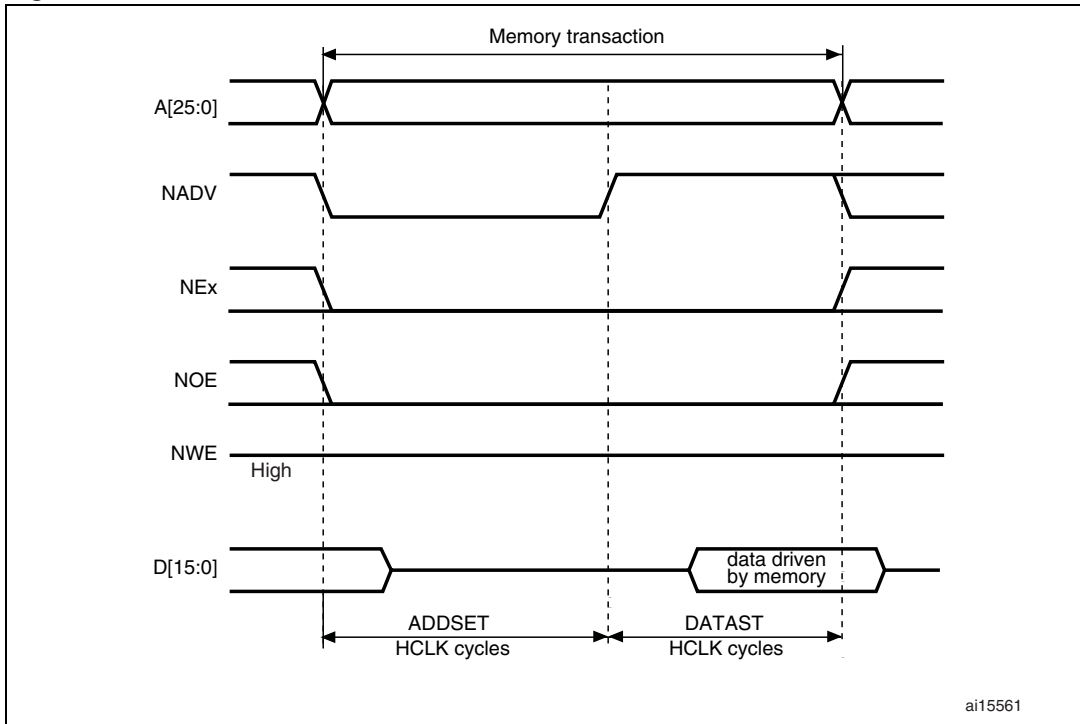 Memory transaction
A[25:0]
NADV
NEx
NOE
NWE
High
D[15:0]
data driven
by memory
ADDSET
HCLK cycles
DATAST
HCLK cycles
ai15561